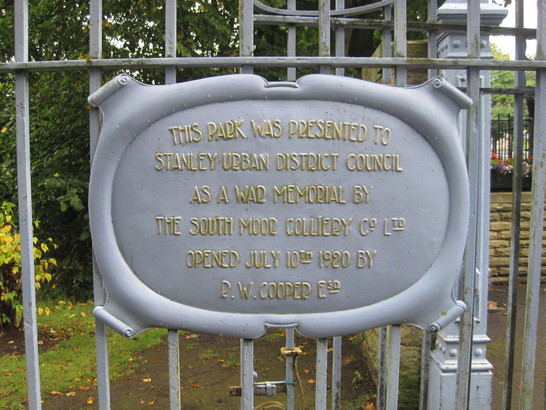 THIS PARK WAS PRESENTED TO
STANLEY URBAN DISTRICT COUNCIL
AS A WAR MEMORIAL BY
THE SOUTH MOOR COLLIERY Cº LTD
OPENED JULY 10TH 1920 BY
P. W. COOPER ESQ